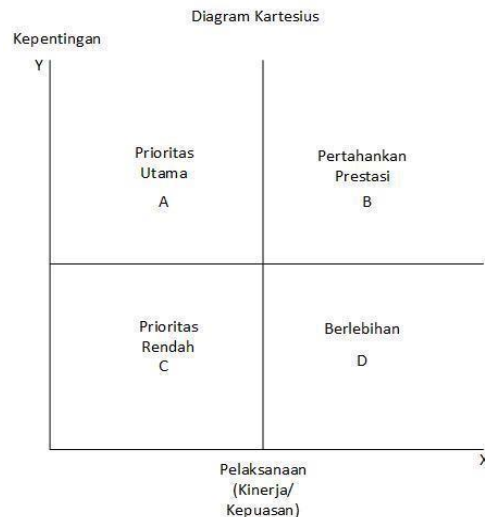 Diagram Kartesius
Kepentingan
Y
Prioritas
Utama
A
Pertahankan
Prestasi
B
Prioritas
Rendah
C
Berlebihan
D
X
Pelaksanaan
(Kinerja/
Kepuasan)